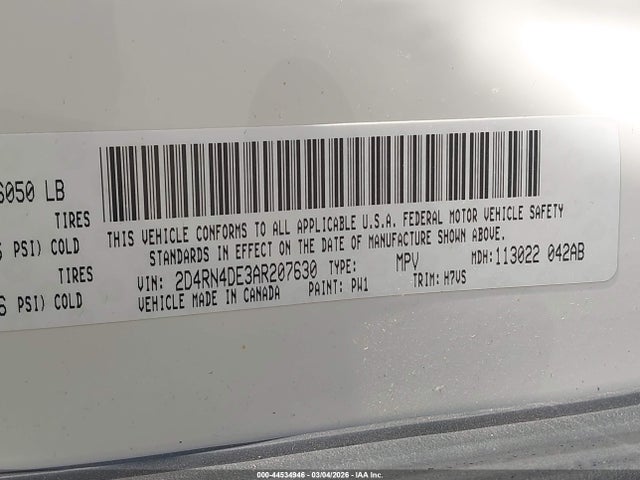 6050 LB
TIRES
PSI) COLD
TIRES
PSI) COLD
THIS VEHICLE CONFORMS TO ALL APPLICABLE U.S.A. FEDERAL MOTOR VEHICLE SAFETY
STANDARDS IN EFFECT ON THE DATE OF MANUFACTURE SHOWN ABOVE.
VIN: 2D4RN4DE3AR207630 TYPE: MPV MDH: 113022 042AB
VEHICLE MADE IN CANADA PAINT: PW1 TRIM: H7VS
000-44534946 - 03/04/2026 - IAA Inc.